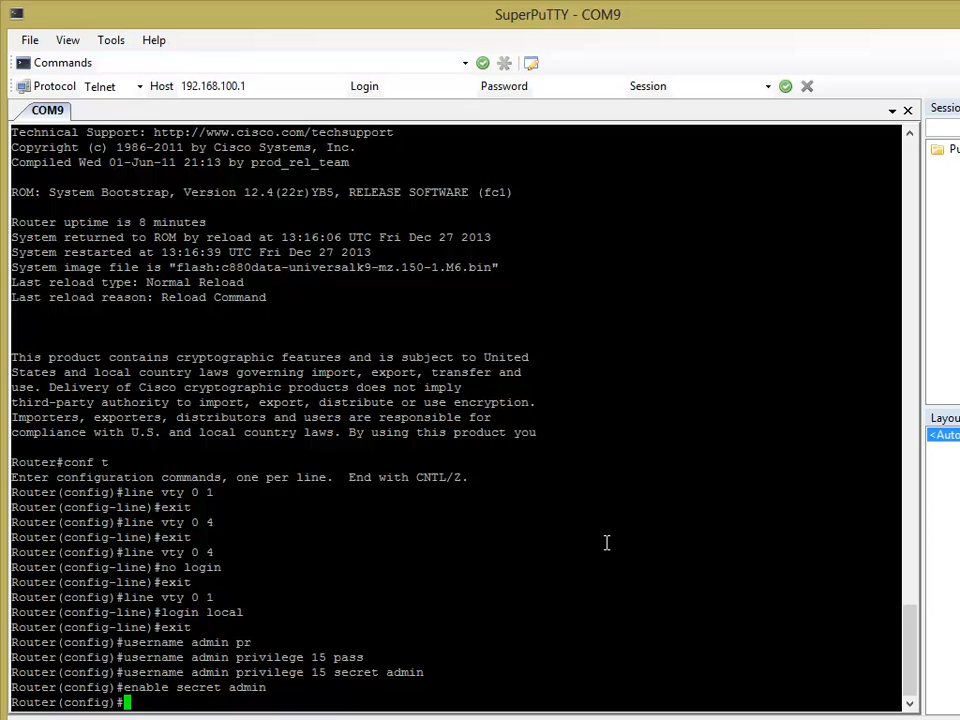 SuperPuTTY - COM9
File View Tools Help
Commands
Protocol Telnet Host 192.168.100.1 Login Password Session
COM9
Technical Support: http://www.cisco.com/techsupport
Copyright (c) 1986-2011 by Cisco Systems, Inc.
Compiled Wed 01-Jun-11 21:13 by prod_rel_team
ROM: System Bootstrap, Version 12.4(22r)YB5, RELEASE SOFTWARE (fc1)
Router uptime is 8 minutes
System returned to ROM by reload at 13:16:06 UTC Fri Dec 27 2013
System restarted at 13:16:39 UTC Fri Dec 27 2013
System image file is "flash:c880data-universalk9-mz.150-1.M6.bin"
Last reload type: Normal Reload
Last reload reason: Reload Command
This product contains cryptographic features and is subject to United
States and local country laws governing import, export, transfer and
use. Delivery of Cisco cryptographic products does not imply
third-party authority to import, export, distribute or use encryption.
Importers, exporters, distributors and users are responsible for
compliance with U.S. and local country laws. By using this product you
Router#conf t
Enter configuration commands, one per line.  End with CNTL/Z.
Router(config)#line vty 0 1
Router(config-line)#exit
Router(config)#line vty 0 4
Router(config-line)#exit
Router(config)#line vty 0 4
Router(config-line)#no login
Router(config-line)#exit
Router(config)#line vty 0 1
Router(config-line)#login local
Router(config-line)#exit
Router(config)#username admin pr
Router(config)#username admin privilege 15 pass
Router(config)#username admin privilege 15 secret admin
Router(config)#enable secret admin
Router(config)#
Sessio
Pu
Layou
<Auto